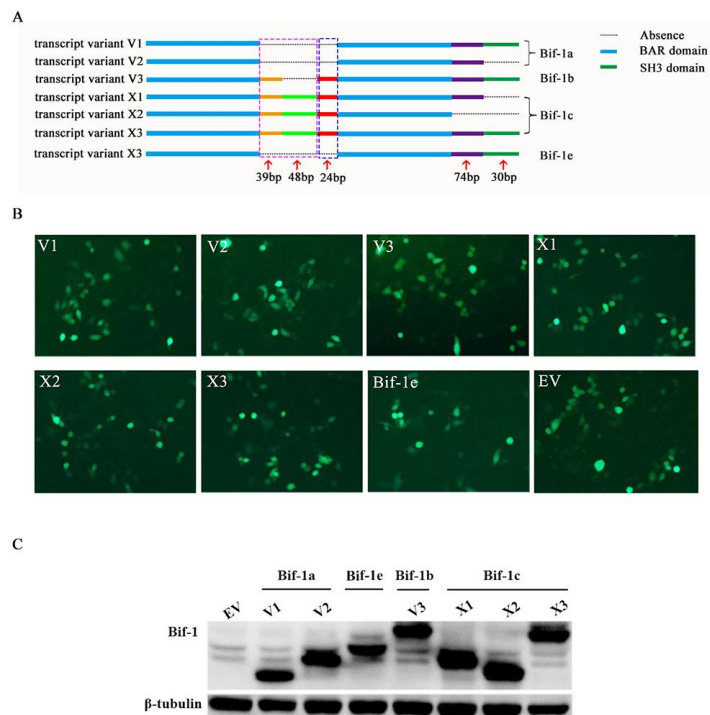 A
transcript variant V1
transcript variant V2
transcript variant V3
transcript variant X1
transcript variant X2
transcript variant X3
transcript variant X3
Bif-1a
Bif-1b
Bif-1c
Bif-1e
Absence
BAR domain
SH3 domain
39bp 48bp 24bp 74bp 30bp
B
V1 V2 V3 X1
X2 X3 Bif-1e EV
C
Bif-1a Bif-1e Bif-1b Bif-1c
EV V1 V2 V3 X1 X2 X3
Bif-1
β-tubulin